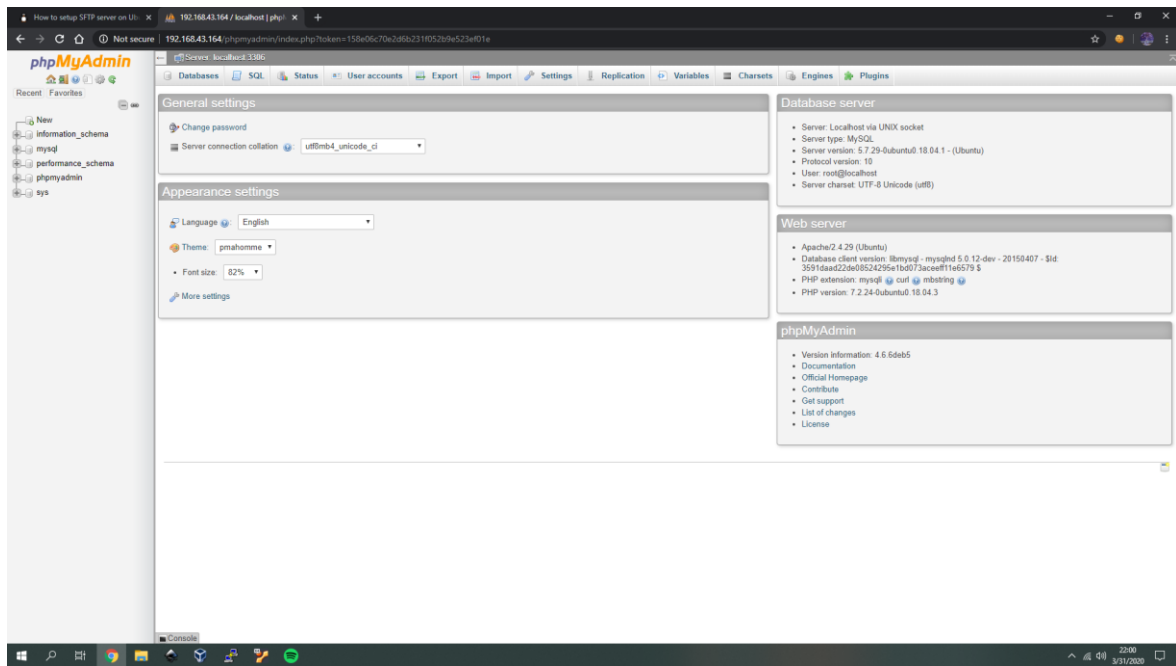 How to setup SFTP server on Ub
192.168.43.164 / localhost | php
Not secure | 192.168.43.164/phpmyadmin/index.php?token=158e06c70e2d6b231f052b9e523ef01e
phpMyAdmin
Recent Favorites
New
information_schema
mysql
performance_schema
phpmyadmin
sys
Server: localhost:3306
Databases SQL Status User accounts Export Import Settings Replication Variables Charsets Engines Plugins
General settings
Change password
Server connection collation : utf8mb4_unicode_ci
Appearance settings
Language : English
Theme: pmahomme
• Font size: 82%
More settings
Database server
• Server: Localhost via UNIX socket
• Server type: MySQL
• Server version: 5.7.29-0ubuntu0.18.04.1 - (Ubuntu)
• Protocol version: 10
• User: root@localhost
• Server charset: UTF-8 Unicode (utf8)
Web server
• Apache/2.4.29 (Ubuntu)
• Database client version: libmysql - mysqlnd 5.0.12-dev - 20150407 - $Id:
3591daad22de08524295e1bd073aceeff11e6579 $
• PHP extension: mysqli curl mbstring
• PHP version: 7.2.24-0ubuntu0.18.04.3
phpMyAdmin
• Version information: 4.6.6deb5
• Documentation
• Official Homepage
• Contribute
• Get support
• List of changes
• License
Console
22:00
3/31/2020